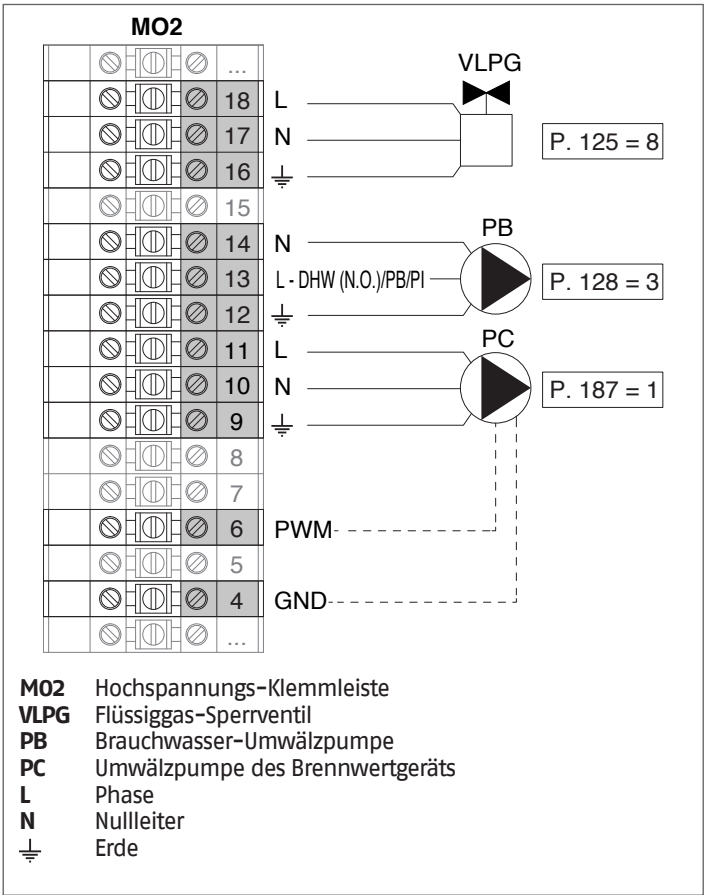 MO2
...
VLPG
18 L
17 N P. 125 = 8
16 ⏚
15
PB
14 N
13 L - DHW (N.O.)/PB/PI P. 128 = 3
12 ⏚
PC
11 L
10 N P. 187 = 1
9 ⏚
8
7
6 PWM
5
4 GND
...
MO2 Hochspannungs-Klemmleiste
VLPG Flüssiggas-Sperrventil
PB Brauchwasser-Umwälzpumpe
PC Umwälzpumpe des Brennwertgeräts
L Phase
N Nullleiter
⏚ Erde